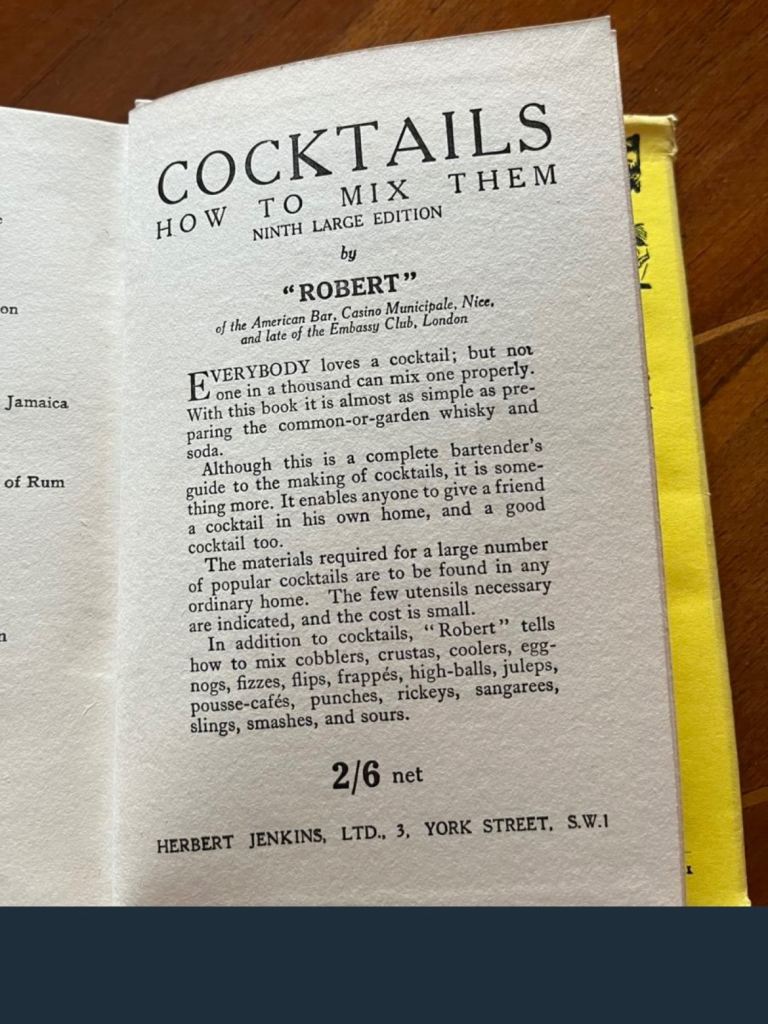 on
Jamaica
of Rum
COCKTAILS
HOW TO MIX THEM
NINTH LARGE EDITION
by
"ROBERT"
of the American Bar, Casino Municipale, Nice,
and late of the Embassy Club, London
EVERYBODY loves a cocktail; but not
one in a thousand can mix one properly.
With this book it is almost as simple as pre-
paring the common-or-garden whisky and
soda.
Although this is a complete bartender's
guide to the making of cocktails, it is some-
thing more. It enables anyone to give a friend
a cocktail in his own home, and a good
cocktail too.
The materials required for a large number
of popular cocktails are to be found in any
ordinary home. The few utensils necessary
are indicated, and the cost is small.
In addition to cocktails, "Robert" tells
how to mix cobblers, crustas, coolers, egg-
nogs, fizzes, flips, frappés, high-balls, juleps,
pousse-cafés, punches, rickeys, sangarees,
slings, smashes, and sours.
2/6 net
HERBERT JENKINS, LTD., 3, YORK STREET, S.W.1